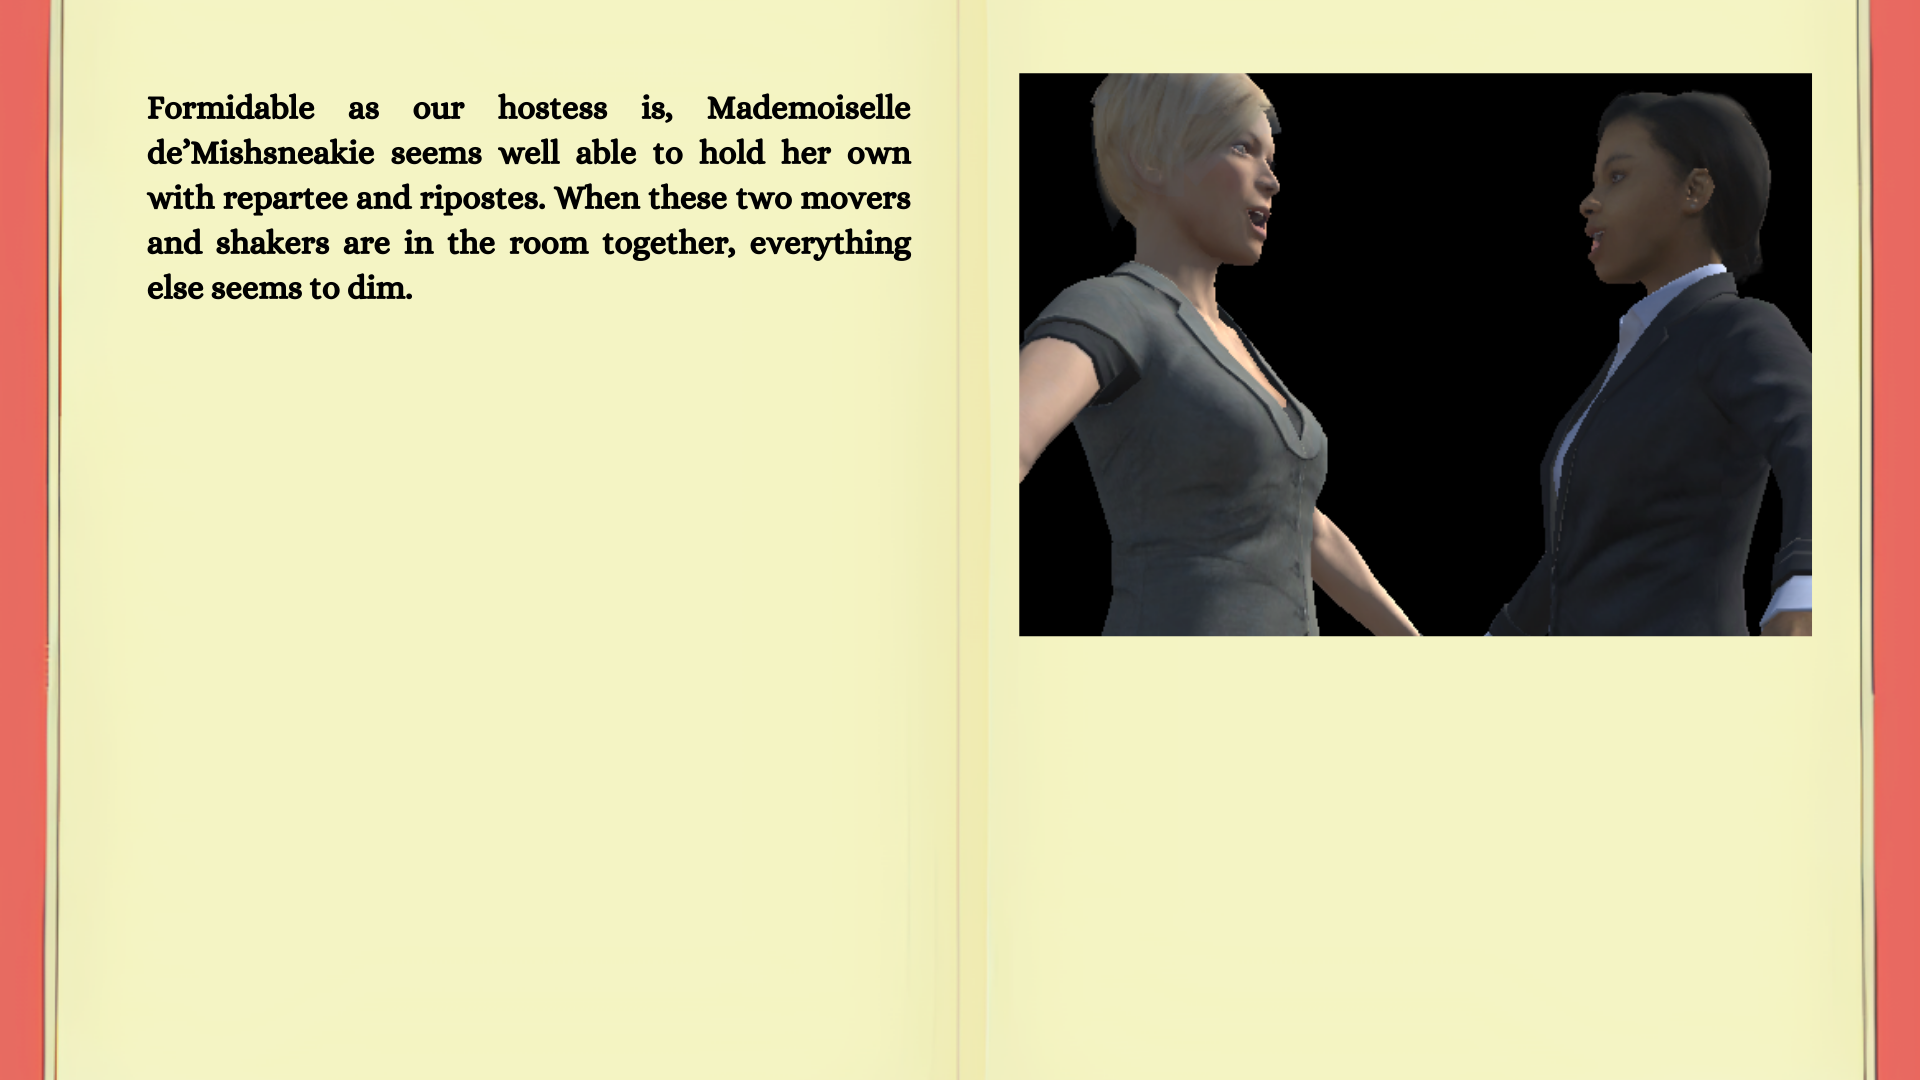 Formidable as our hostess is, Mademoiselle
de’Mishsneakie seems well able to hold her own
with repartee and ripostes. When these two movers
and shakers are in the room together, everything
else seems to dim.